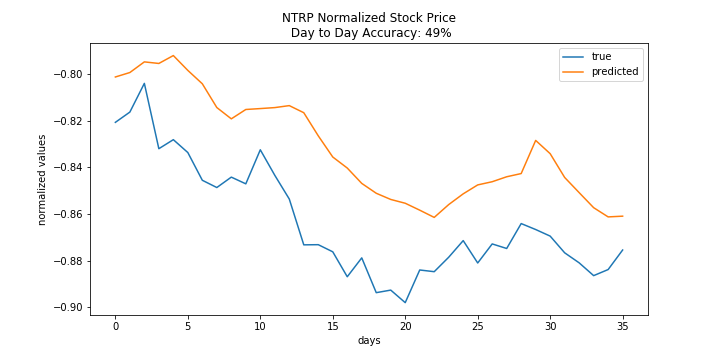 NTRP Normalized Stock Price
Day to Day Accuracy: 49%
true
predicted
normalized values
−0.80
−0.82
−0.84
−0.86
−0.88
−0.90
0 5 10 15 20 25 30 35
days